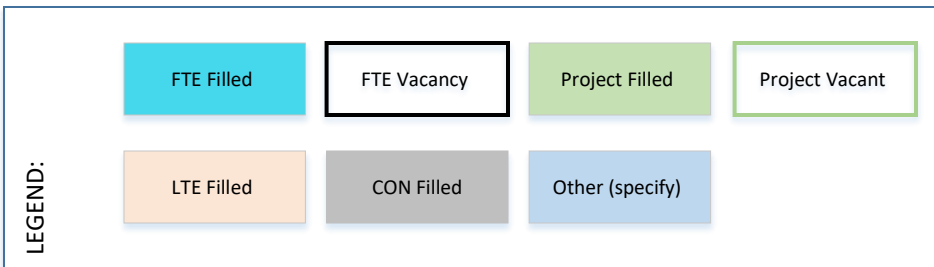 FTE Filled
FTE Vacancy
Project Filled
Project Vacant
LEGEND:
LTE Filled
CON Filled
Other (specify)